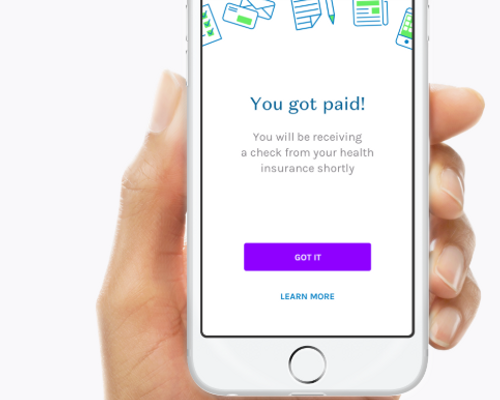 You got paid!
You will be receiving
a check from your health
insurance shortly
GOT IT
LEARN MORE